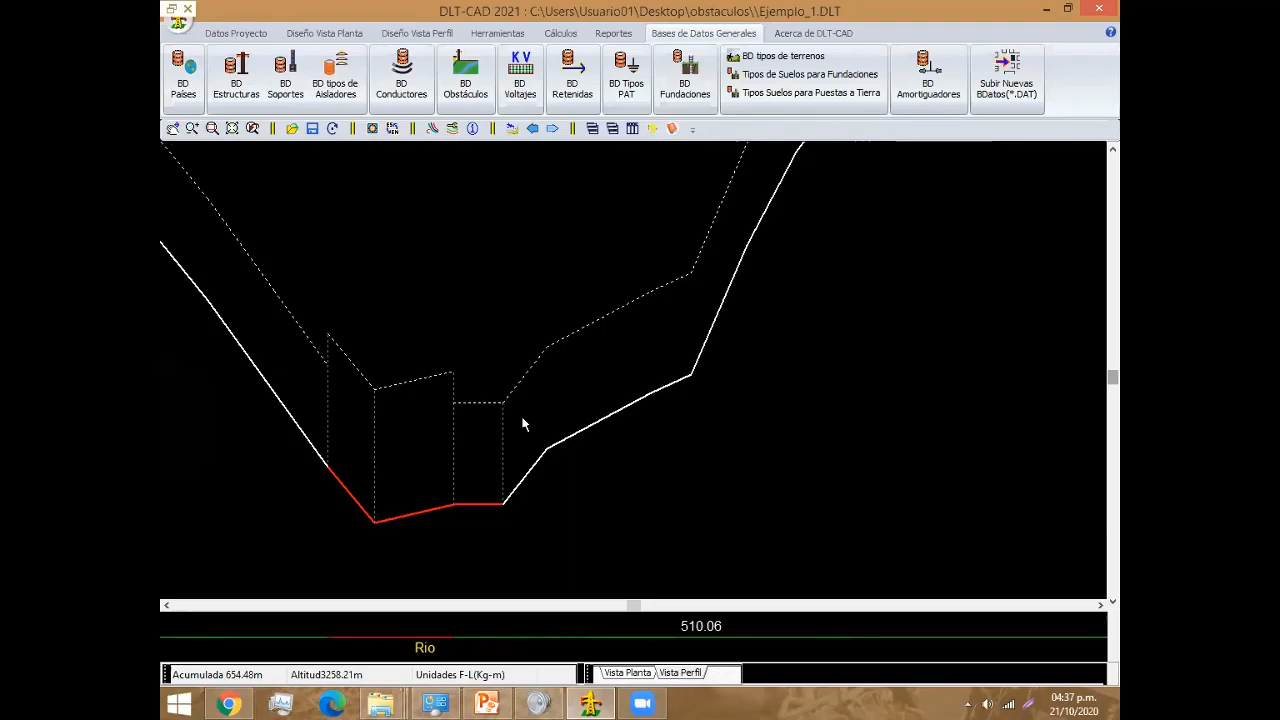 DLT-CAD 2021 : C:\Users\Usuario01\Desktop\obstaculos\\Ejemplo_1.DLT
Datos Proyecto
Diseño Vista Planta
Diseño Vista Perfil
Herramientas
Cálculos
Reportes
Bases de Datos Generales
Acerca de DLT-CAD
BD Países
BD Estructuras
BD Soportes
BD tipos de Aisladores
BD Conductores
BD Obstáculos
KV
BD Voltajes
BD Retenidas
BD Tipos PAT
BD Fundaciones
BD tipos de terrenos
Tipos de Suelos para Fundaciones
Tipos Suelos para Puestas a Tierra
BD Amortiguadores
Subir Nuevas BDatos(*.DAT)
510.06
Rio
Acumulada 654.48m
Altitud3258.21m
Unidades F-L(Kg-m)
Vista Planta
Vista Perfil
04:37 p.m.
21/10/2020